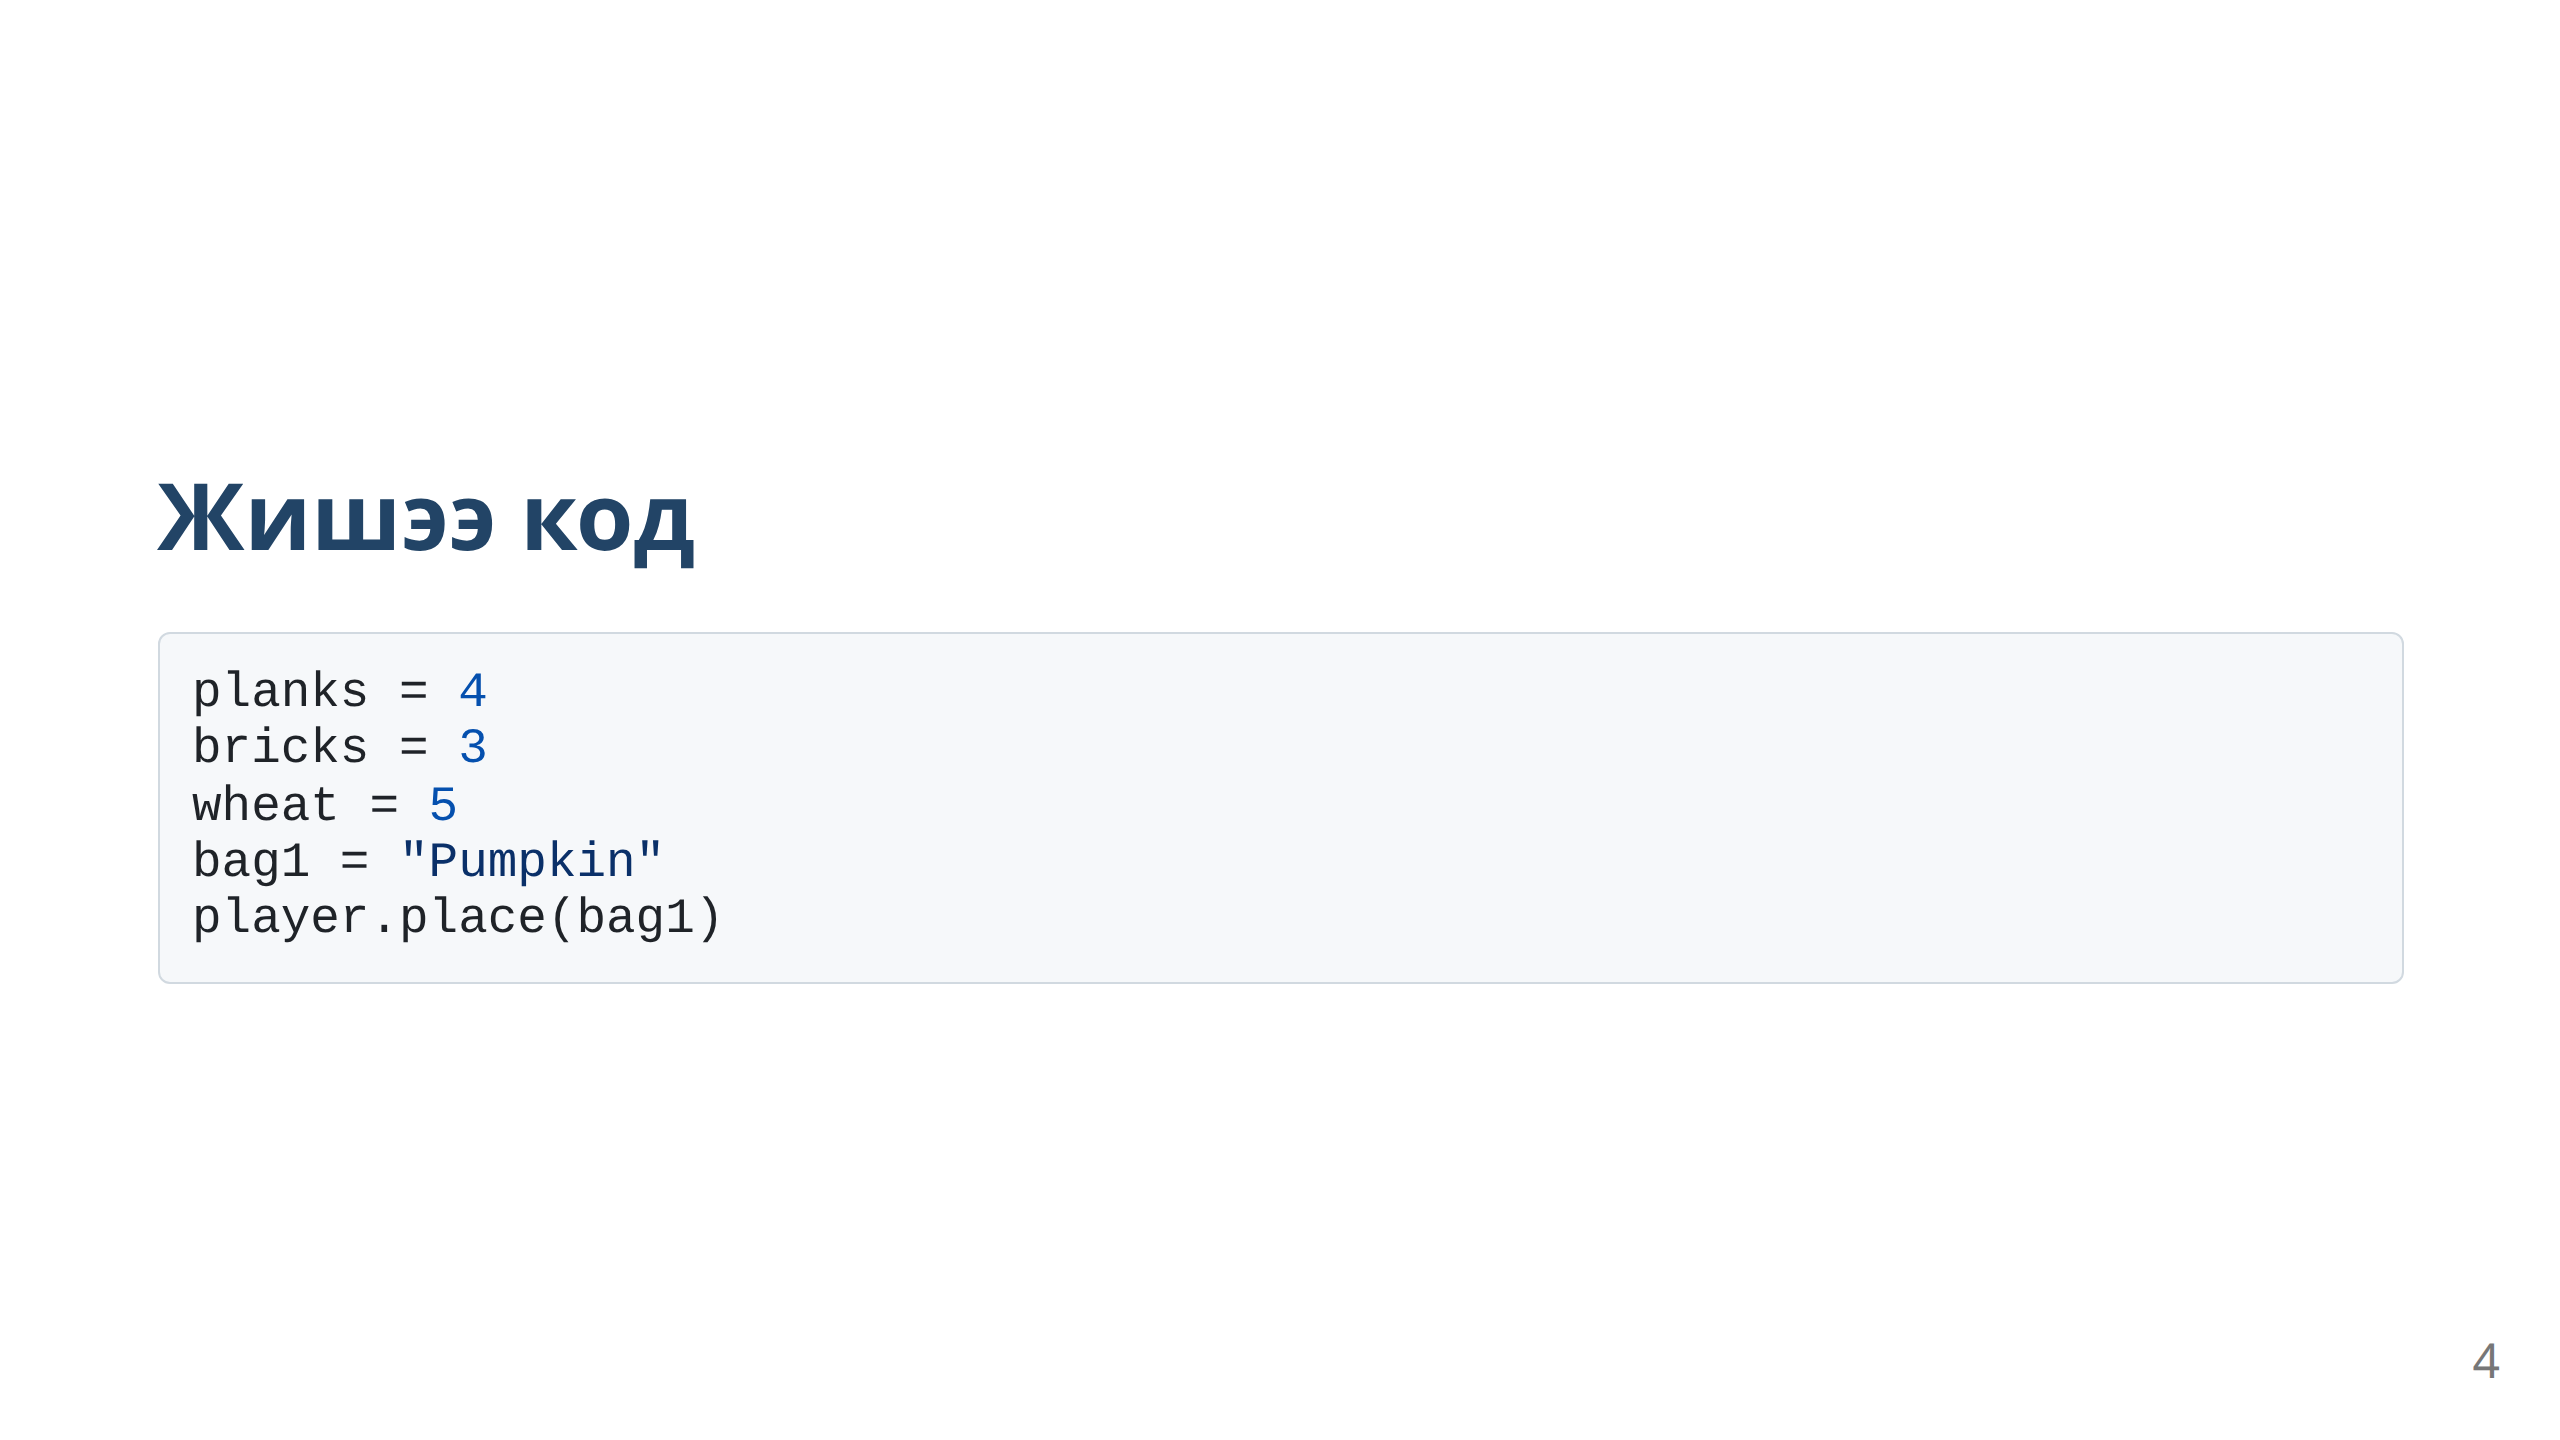 Жишээ код
planks = 4
bricks = 3
wheat = 5
bag1 = "Pumpkin"
player.place(bag1)
4